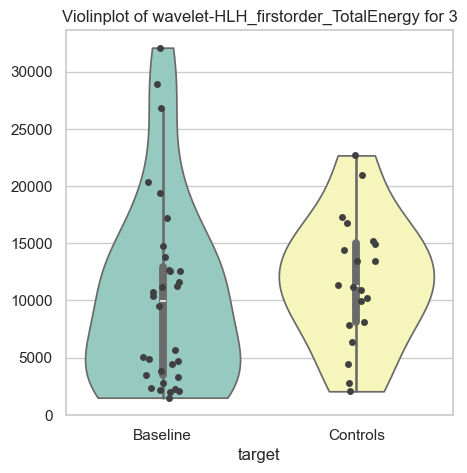 Violinplot of wavelet-HLH_firstorder_TotalEnergy for 3
30000
25000
20000
15000
10000
5000
0
Baseline
Controls
target